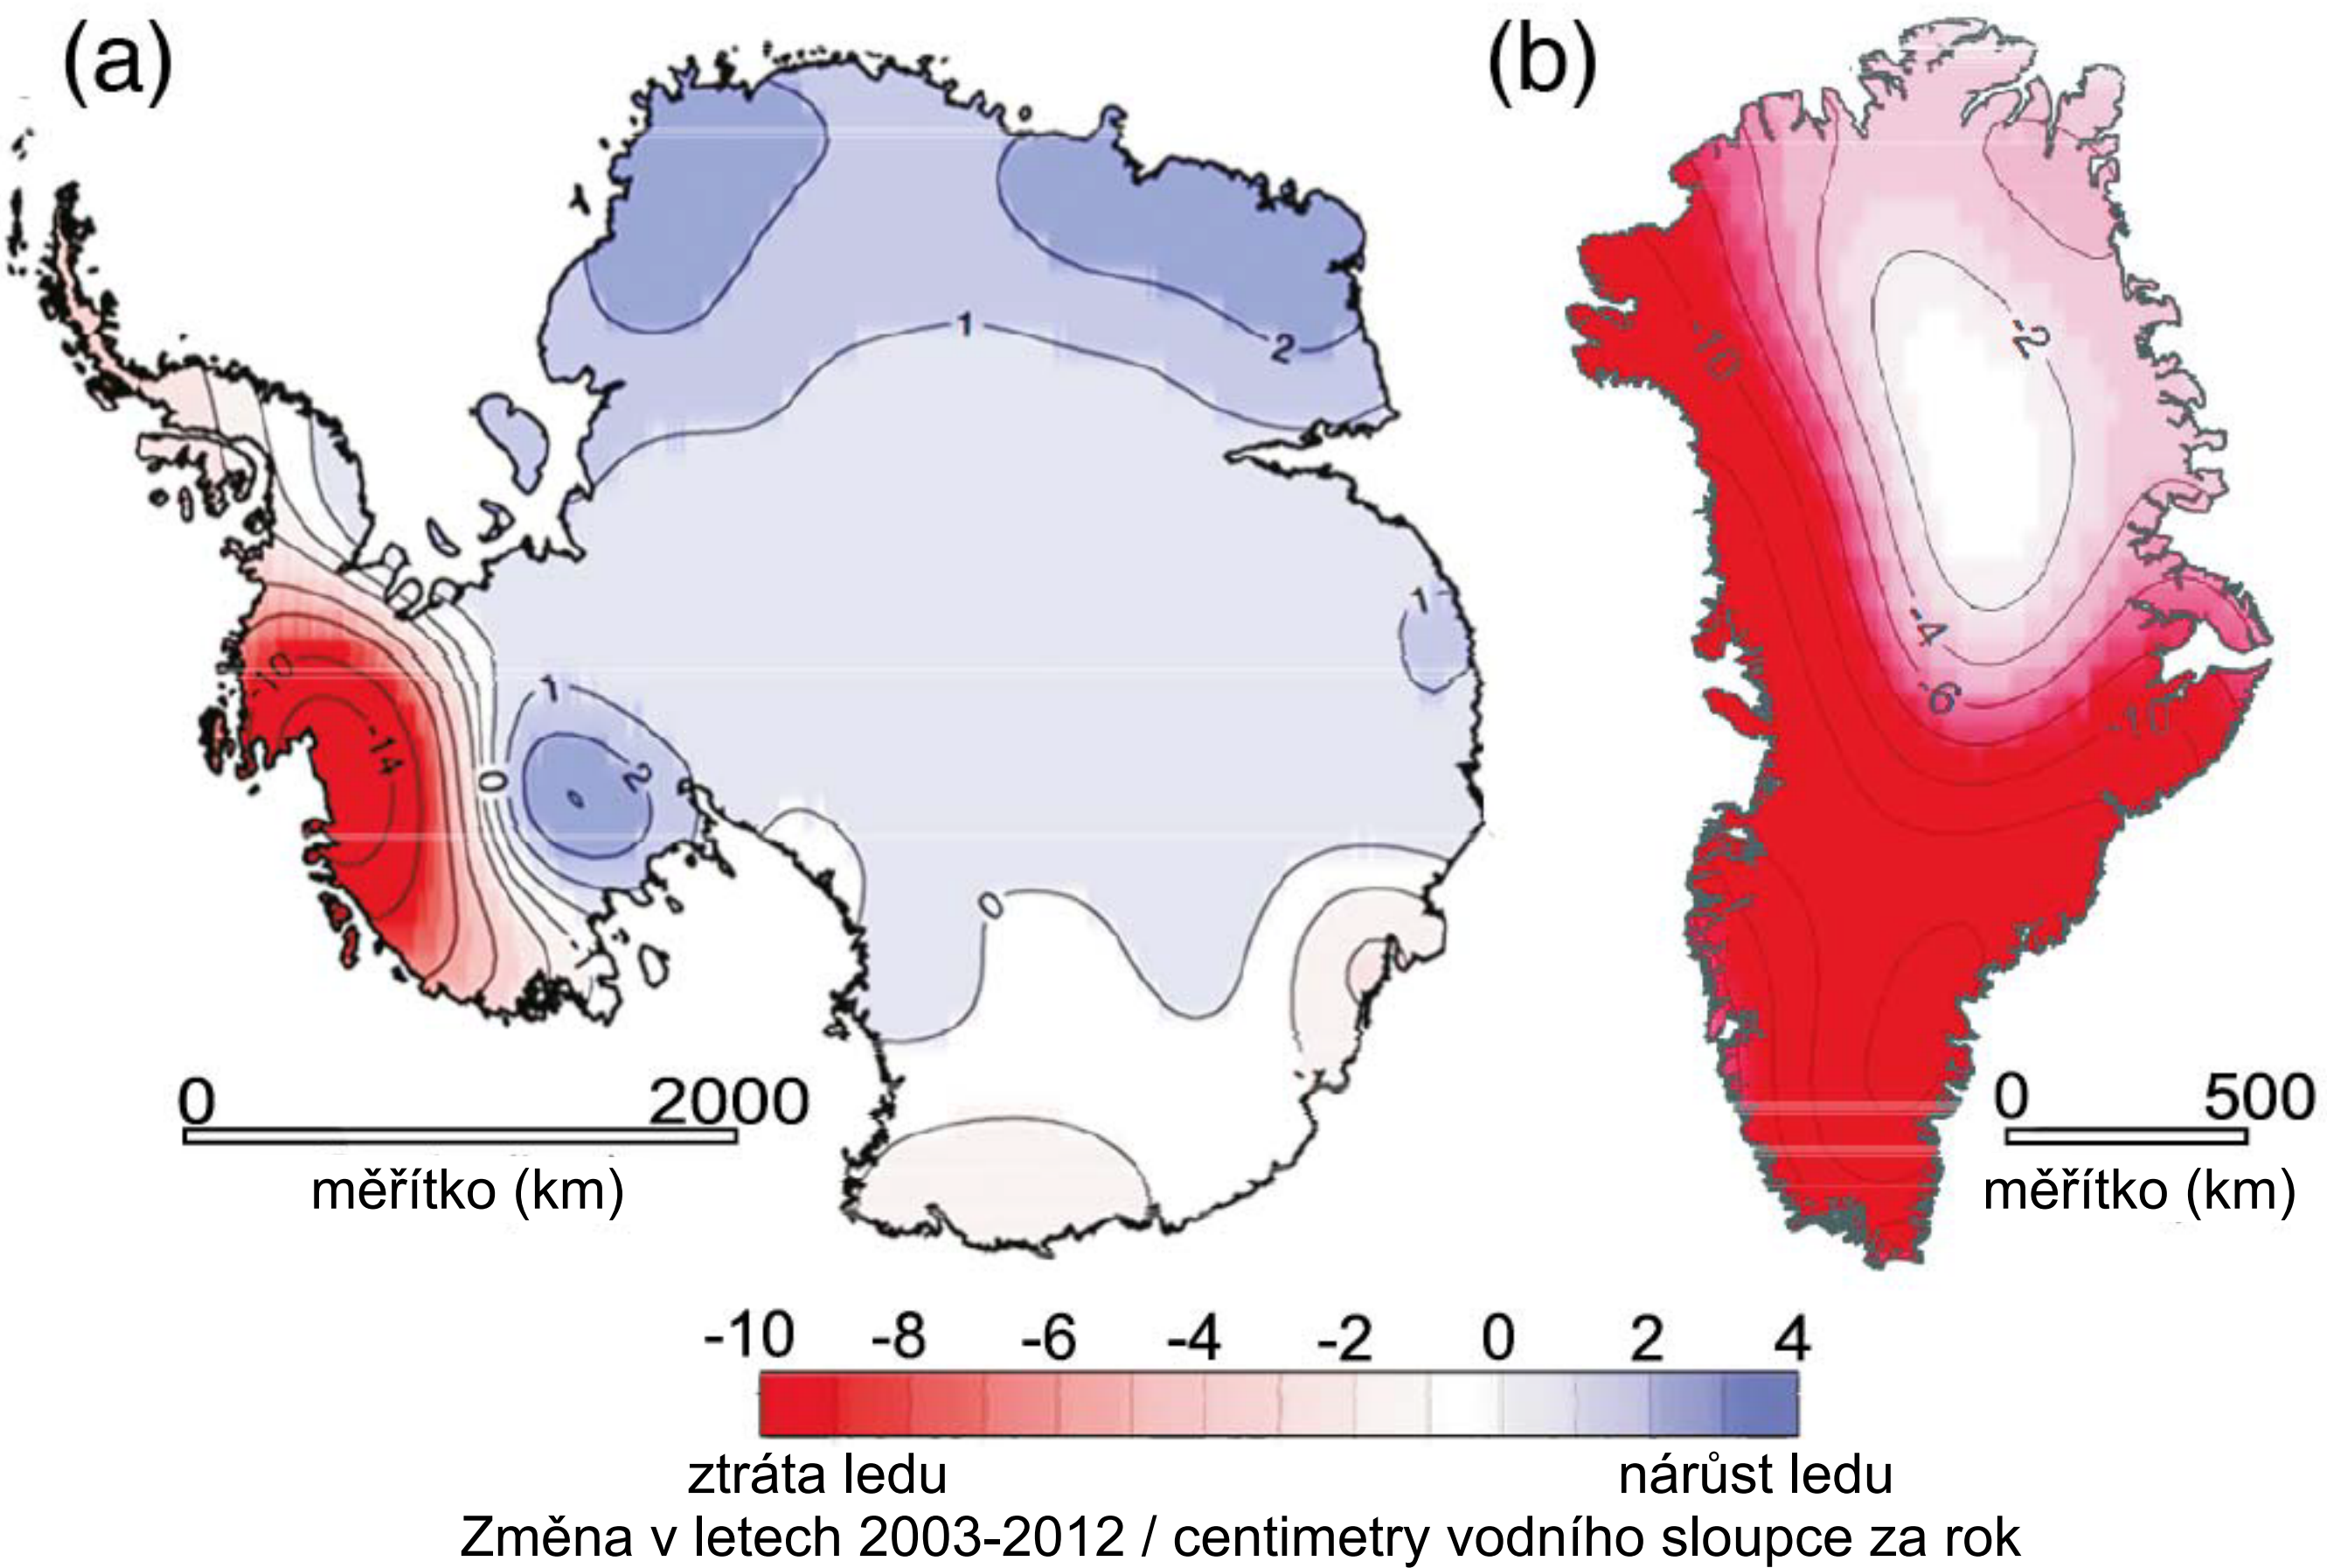 (a)
(b)
1
2
-2
-10
1
-4
-10
1
-6
-10
-14
0
2
0
0 2000
měřítko (km)
0 500
měřítko (km)
-10 -8 -6 -4 -2 0 2 4
ztráta ledu nárůst ledu
Změna v letech 2003-2012 / centimetry vodního sloupce za rok